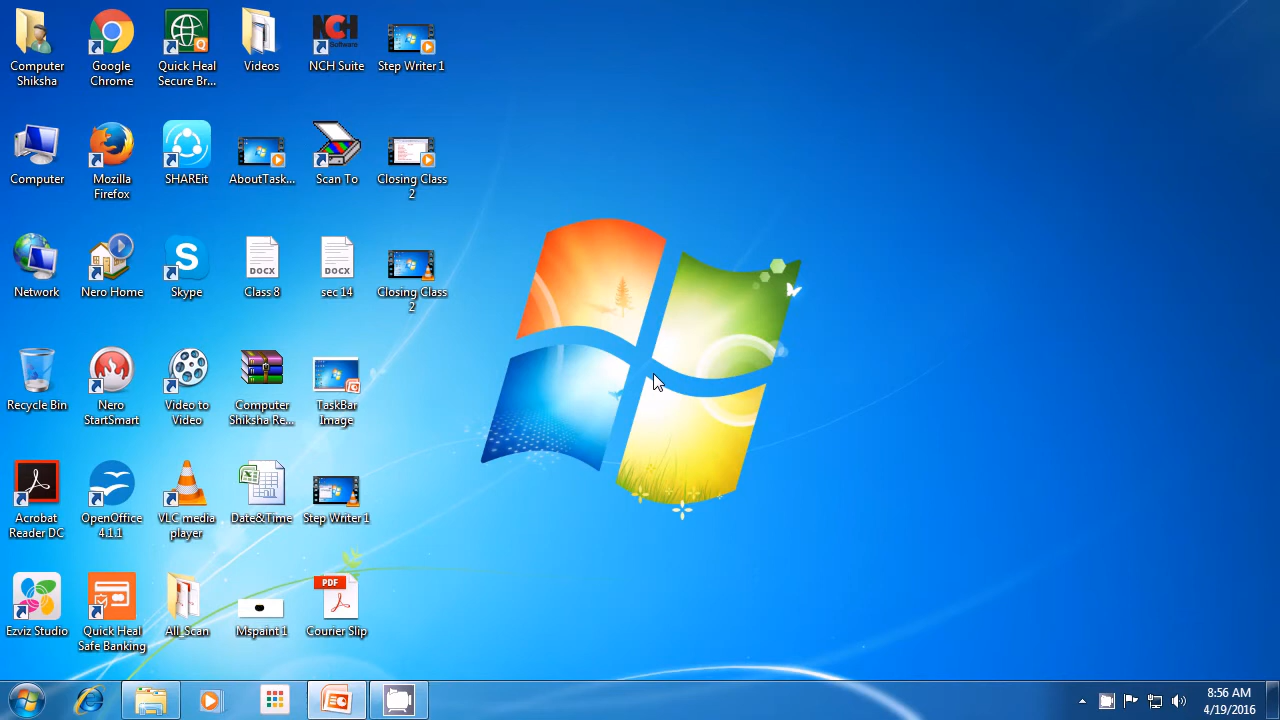 Computer
Shiksha
Google
Chrome
Quick Heal
Secure Br...
Videos
NCH
Software
NCH Suite
Step Writer 1
Computer
Mozilla
Firefox
SHAREit
AboutTask...
Scan To
Closing Class
2
Network
Nero Home
S
Skype
DOCX
Class 8
DOCX
sec 14
Closing Class
2
Recycle Bin
Nero
StartSmart
Video to
Video
Computer
Shiksha Re...
TaskBar
Image
Acrobat
Reader DC
OpenOffice
4.1.1
VLC media
player
Date&Time
Step Writer 1
Ezviz Studio
Quick Heal
Safe Banking
All_Scan
Mspaint 1
PDF
Courier Slip
8:56 AM
4/19/2016